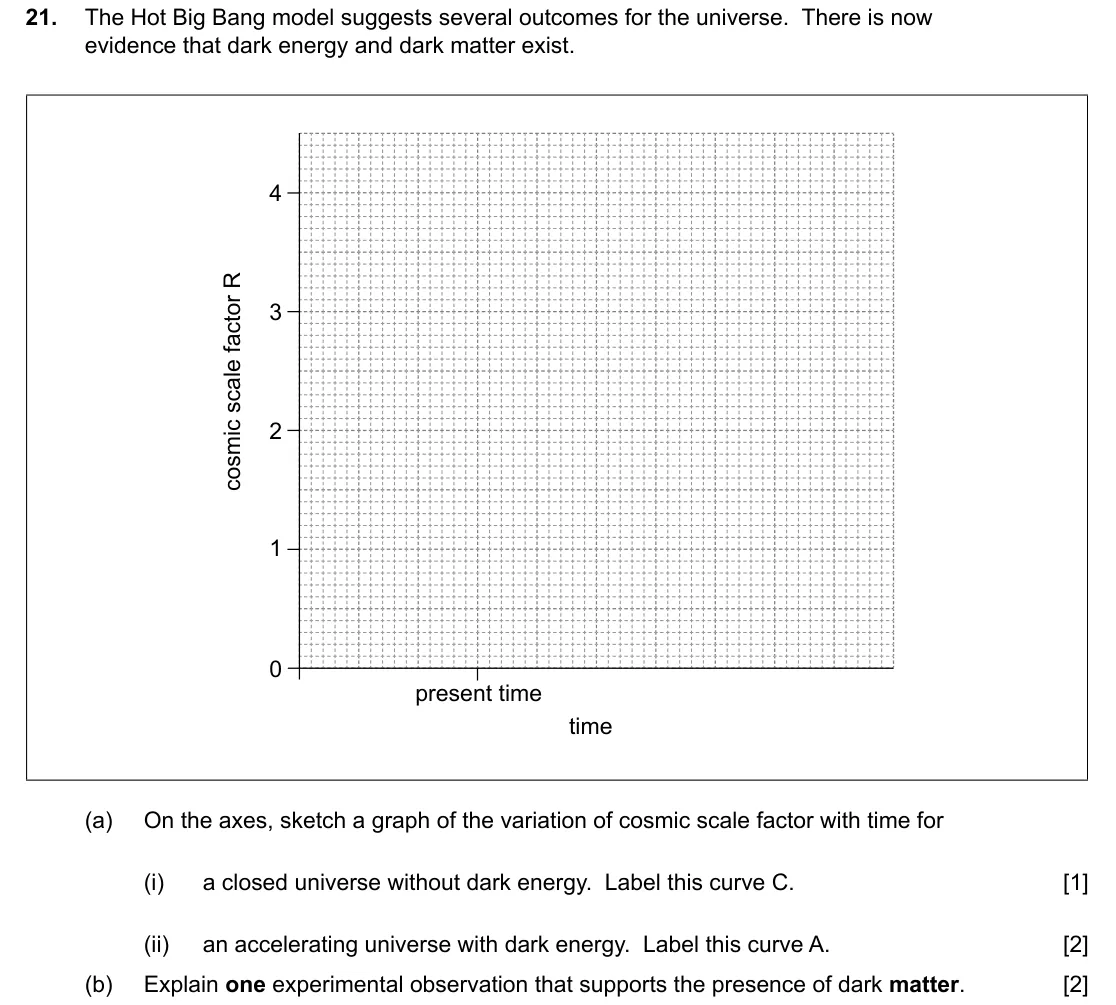 21. The Hot Big Bang model suggests several outcomes for the universe. There is now
evidence that dark energy and dark matter exist.
4
3
2
1
0
cosmic scale factor R
present time
time
(a) On the axes, sketch a graph of the variation of cosmic scale factor with time for
(i) a closed universe without dark energy. Label this curve C. [1]
(ii) an accelerating universe with dark energy. Label this curve A. [2]
(b) Explain one experimental observation that supports the presence of dark matter. [2]